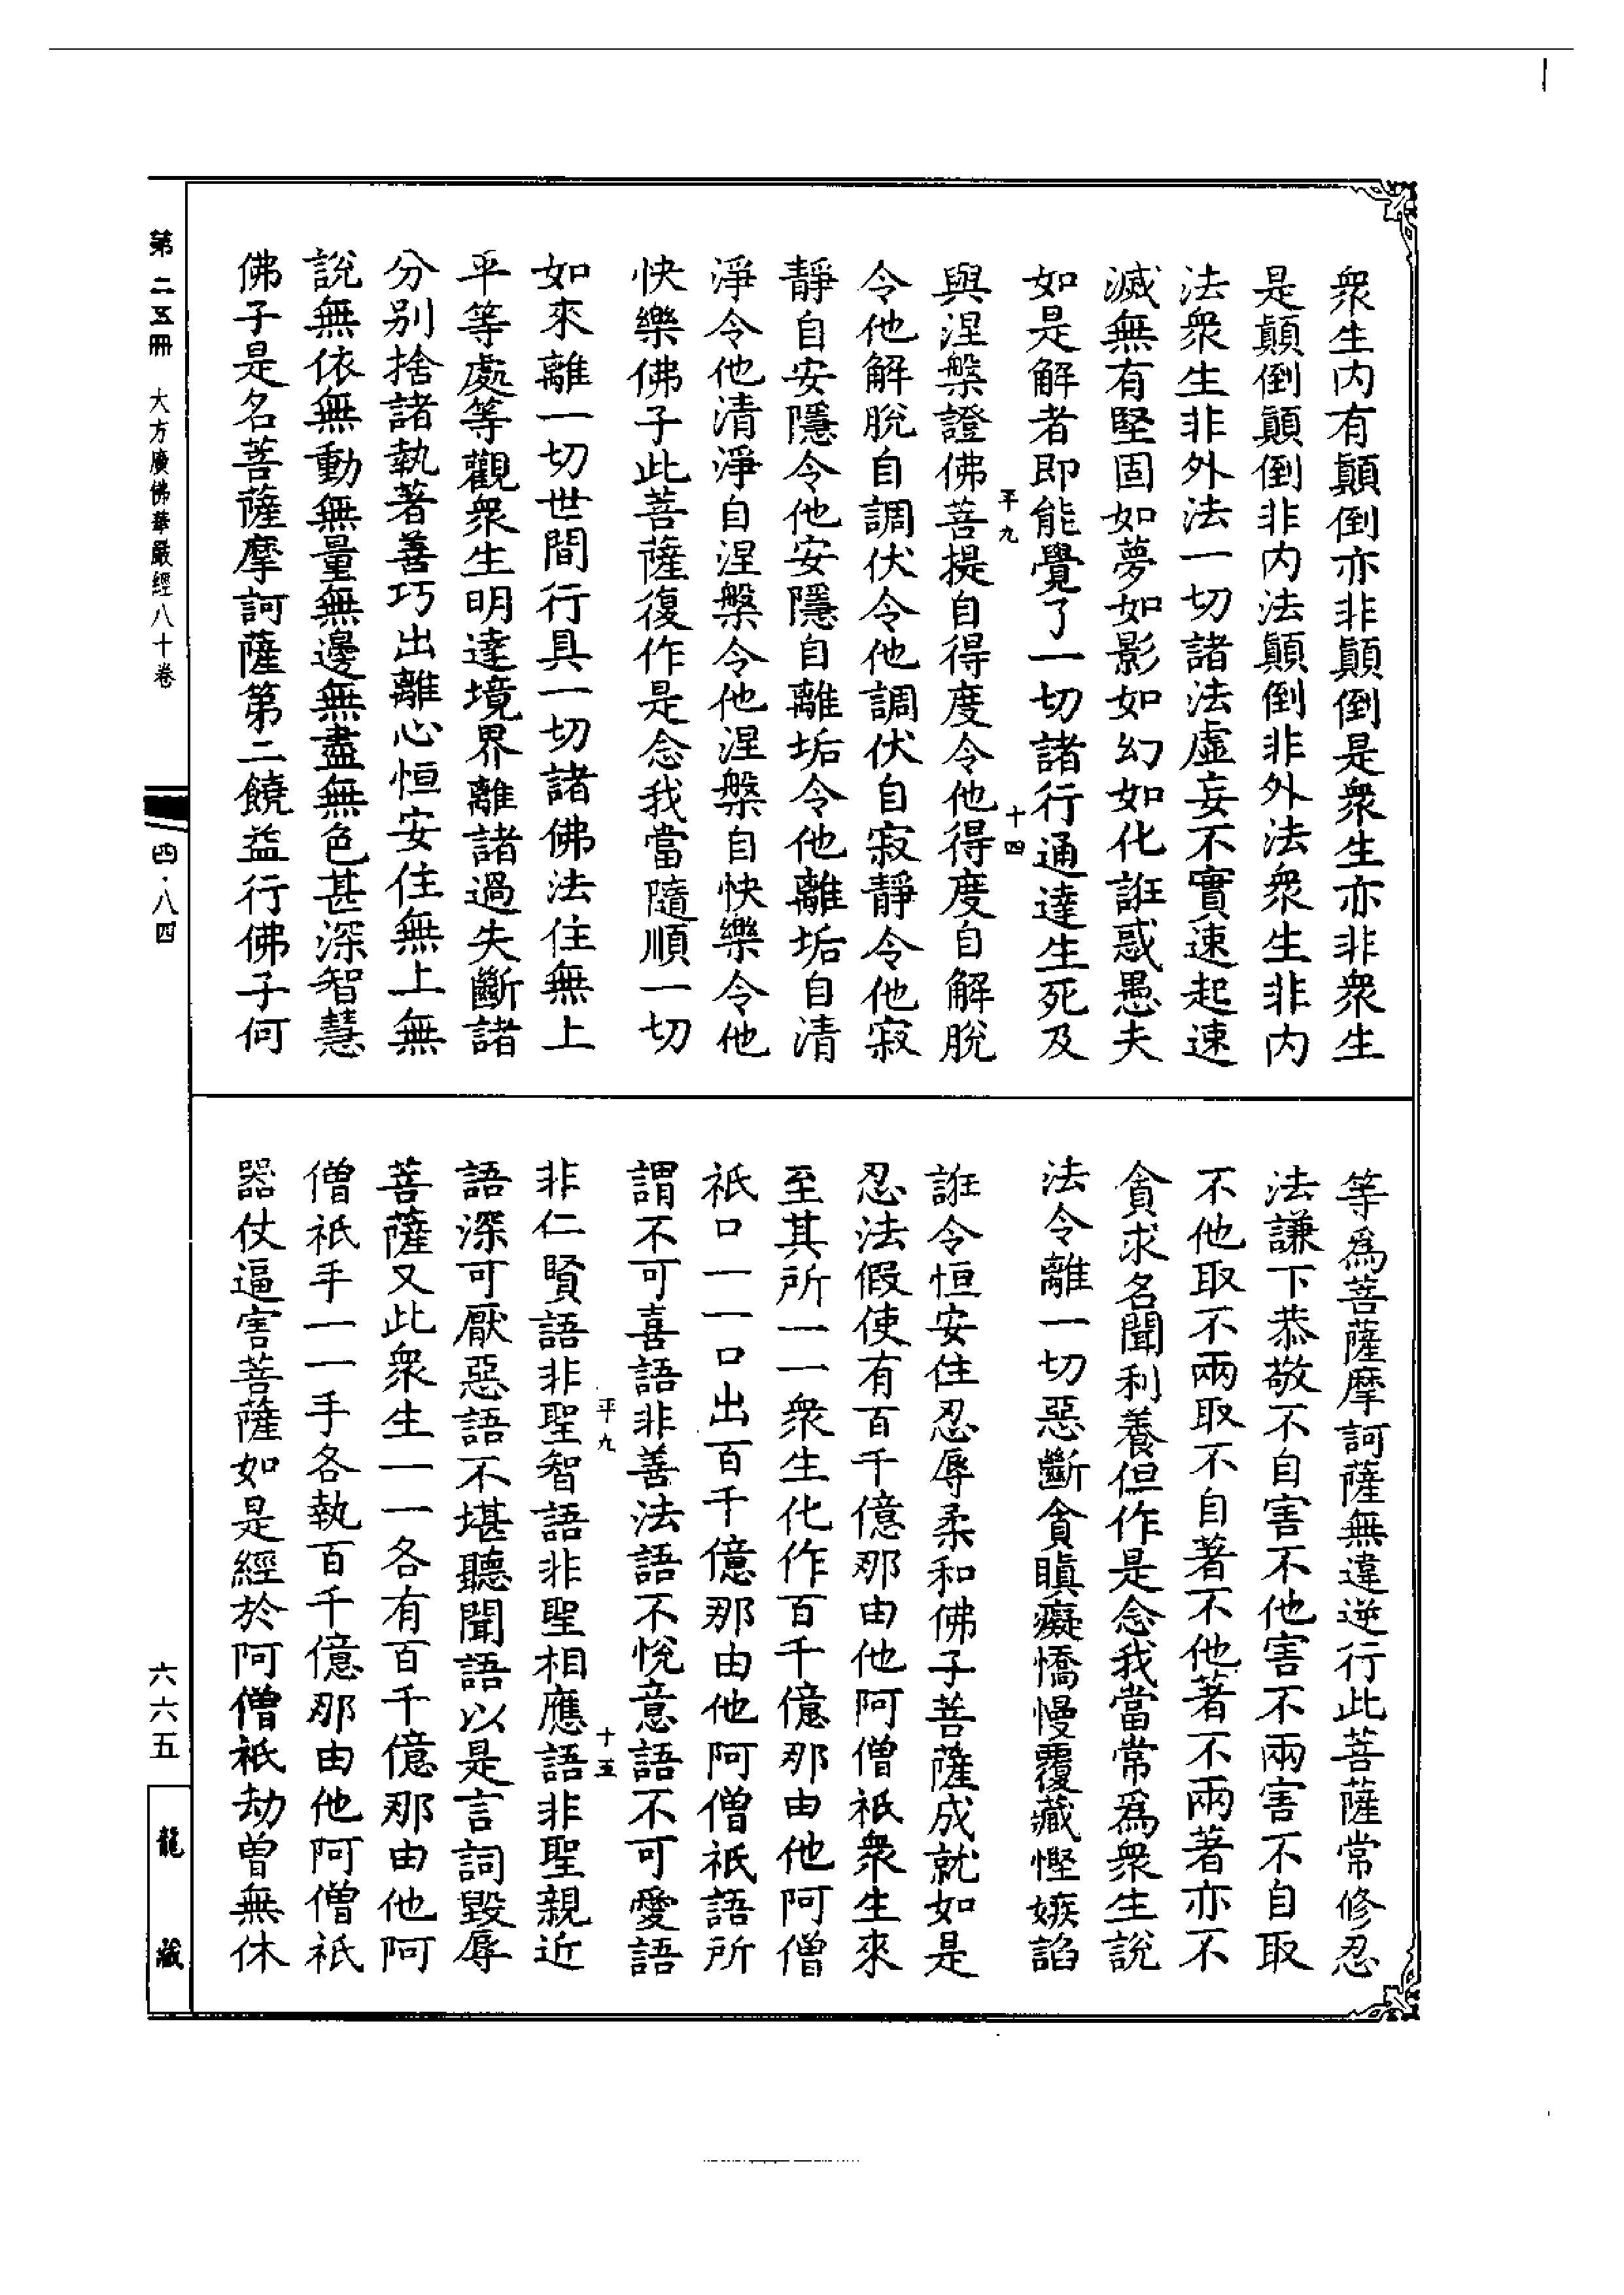 衆生内有顚倒亦非顚倒是衆生亦非衆生
是顚倒顚倒非内法顚倒非外法衆生非内
法衆生非外法一切諸法虛妄不實速起速
滅無有堅固如夢如影如幻如化誑惑愚夫
如是解者即能覺了一切諸行通達生死及
平九 十四
與涅槃證佛菩提自得度令他得度自解脫
令他解脫自調伏令他調伏自寂靜令他寂
靜自安隱令他安隱自離垢令他離垢自清
淨令他清淨自涅槃令他涅槃自快樂令他
快樂佛子此菩薩復作是念我當隨順一切
如來離一切世間行具一切諸佛法住無上
平等處等觀衆生明達境界離諸過失斷諸
分别捨諸執著善巧出離心恒安住無上無
說無依無動無量無邊無盡無色甚深智慧
佛子是名菩薩摩訶薩第二饒益行佛子何
等爲菩薩摩訶薩無違逆行此菩薩常修忍
法謙下恭敬不自害不他害不兩害不自取
不他取不兩取不自著不他著不兩著亦不
貪求名聞利養但作是念我當常爲衆生說
法令離一切惡斷貪瞋癡憍慢覆藏慳嫉諂
誑令恒安住忍辱柔和佛子菩薩成就如是
忍法假使有百千億那由他阿僧祇衆生來
至其所一一衆生化作百千億那由他阿僧
祇口一一口出百千億那由他阿僧祇語所
謂不可喜語非善法語不悅意語不可愛語
平九 十五
非仁賢語非聖智語非聖相應語非聖親近
語深可厭惡語不堪聽聞語以是言詞毀辱
菩薩又此衆生一一各有百千億那由他阿
僧祇手一一手各執百千億那由他阿僧祇
器仗逼害菩薩如是經於阿僧祇劫曾無休
第二五冊 大方廣佛華嚴經八十卷
四·八四
六六五
龍藏